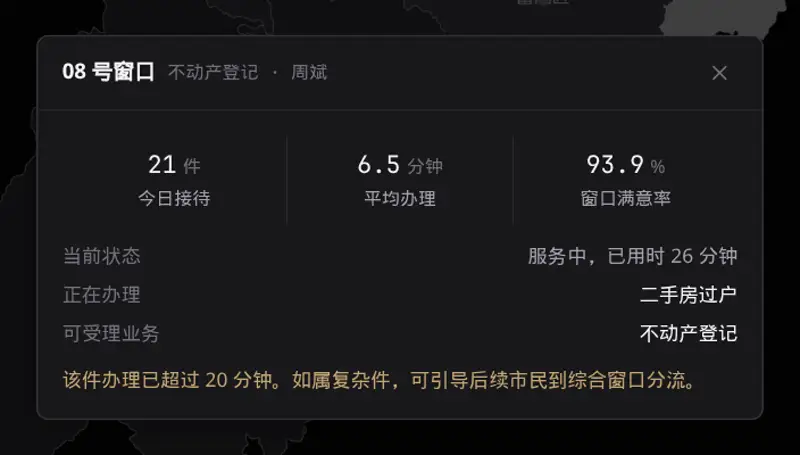 08 号窗口 不动产登记 · 周斌
21 件
今日接待
6.5 分钟
平均办理
93.9 %
窗口满意率
当前状态 服务中，已用时 26 分钟
正在办理 二手房过户
可受理业务 不动产登记
该件办理已超过 20 分钟。如属复杂件，可引导后续市民到综合窗口分流。